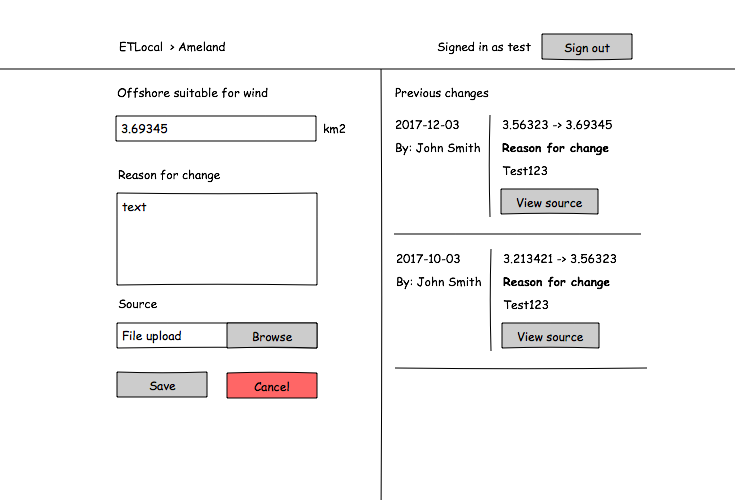 ETLocal > Ameland
Signed in as test
Sign out
Offshore suitable for wind
3.69345 km2
Reason for change
text
Source
File upload Browse
Save Cancel
Previous changes
2017-12-03 3.56323 -> 3.69345
By: John Smith Reason for change
Test123
View source
2017-10-03 3.213421 -> 3.56323
By: John Smith Reason for change
Test123
View source